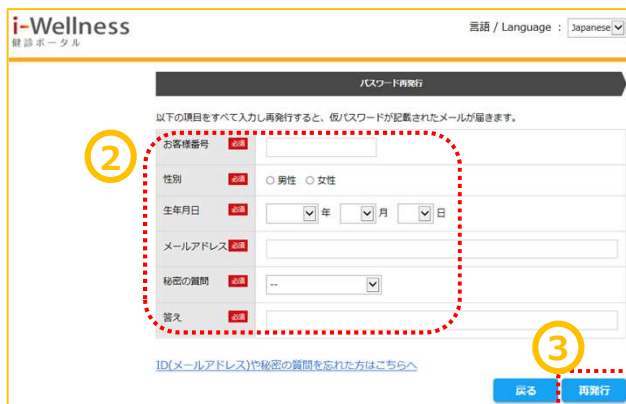 i-Wellness
健診ポータル
言語 / Language : Japanese
パスワード再発行
以下の項目をすべて入力し再発行すると、仮パスワードが記載されたメールが届きます。
②
お客様番号 必須
性別 必須 男性 女性
生年月日 必須 年 月 日
メールアドレス 必須
秘密の質問 必須 --
答え 必須
ID(メールアドレス)や秘密の質問を忘れた方はこちらへ
③
戻る 再発行